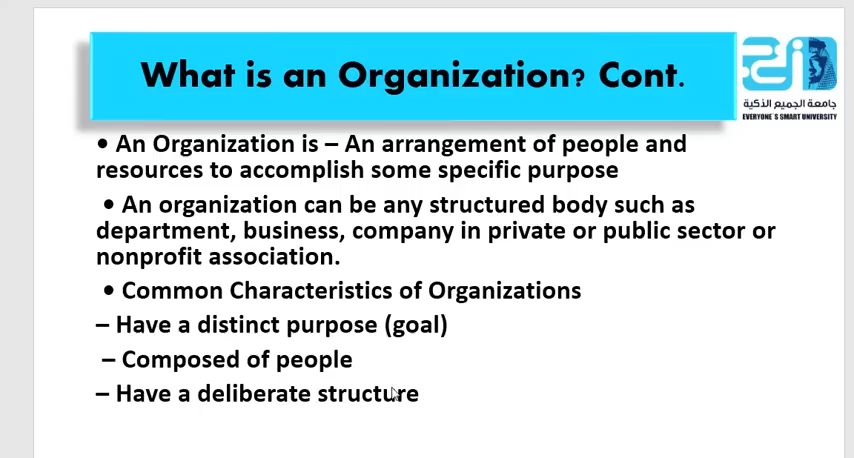 What is an Organization? Cont.
جامعة الجميع الذكية
EVERYONE'S SMART UNIVERSITY
• An Organization is – An arrangement of people and
resources to accomplish some specific purpose
• An organization can be any structured body such as
department, business, company in private or public sector or
nonprofit association.
• Common Characteristics of Organizations
– Have a distinct purpose (goal)
– Composed of people
– Have a deliberate structure